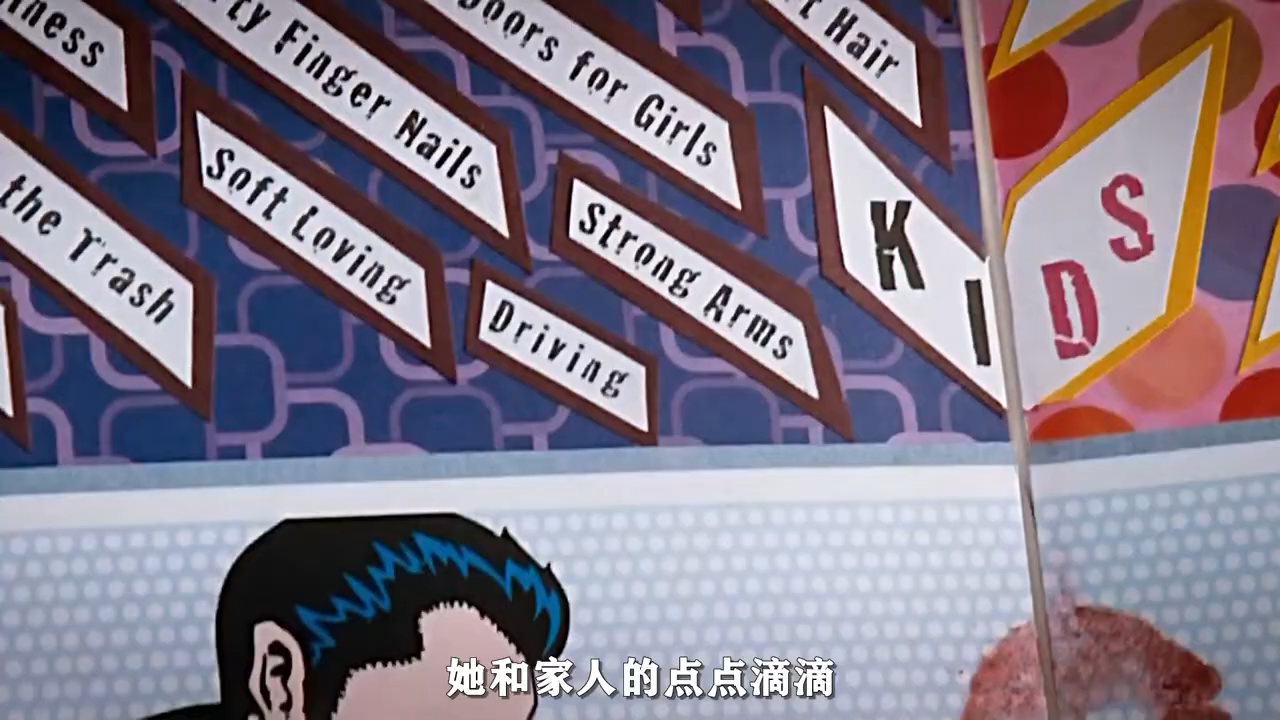 Finger Nails
Doors for Girls
Hair
the Trash
Soft Loving
Strong Arms
Driving
KIDS
她和家人的点点滴滴